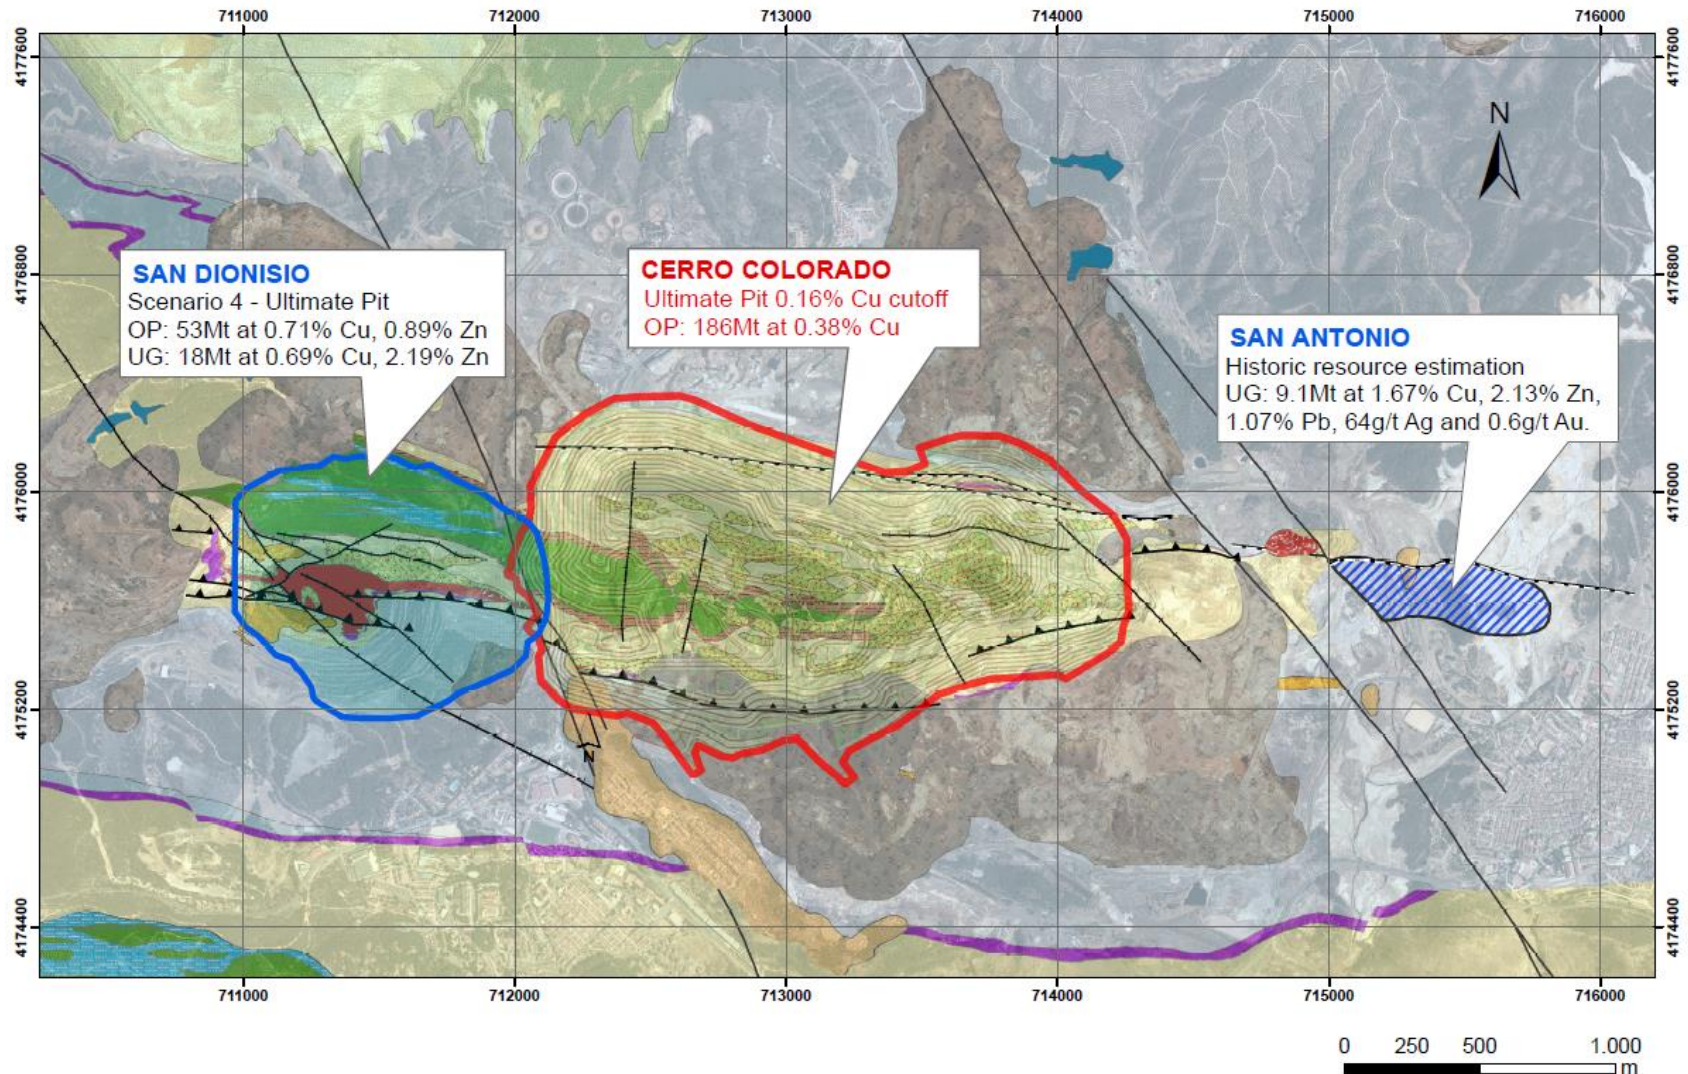 711000 712000 713000 714000 715000 716000
4177600 4177600
N
4176800 4176800
SAN DIONISIO
Scenario 4 - Ultimate Pit
OP: 53Mt at 0.71% Cu, 0.89% Zn
UG: 18Mt at 0.69% Cu, 2.19% Zn
CERRO COLORADO
Ultimate Pit 0.16% Cu cutoff
OP: 186Mt at 0.38% Cu
SAN ANTONIO
Historic resource estimation
UG: 9.1Mt at 1.67% Cu, 2.13% Zn,
1.07% Pb, 64g/t Ag and 0.6g/t Au.
4176000 4176000
4175200 4175200
N
4174400 4174400
711000 712000 713000 714000 715000 716000
0 250 500 1.000
m